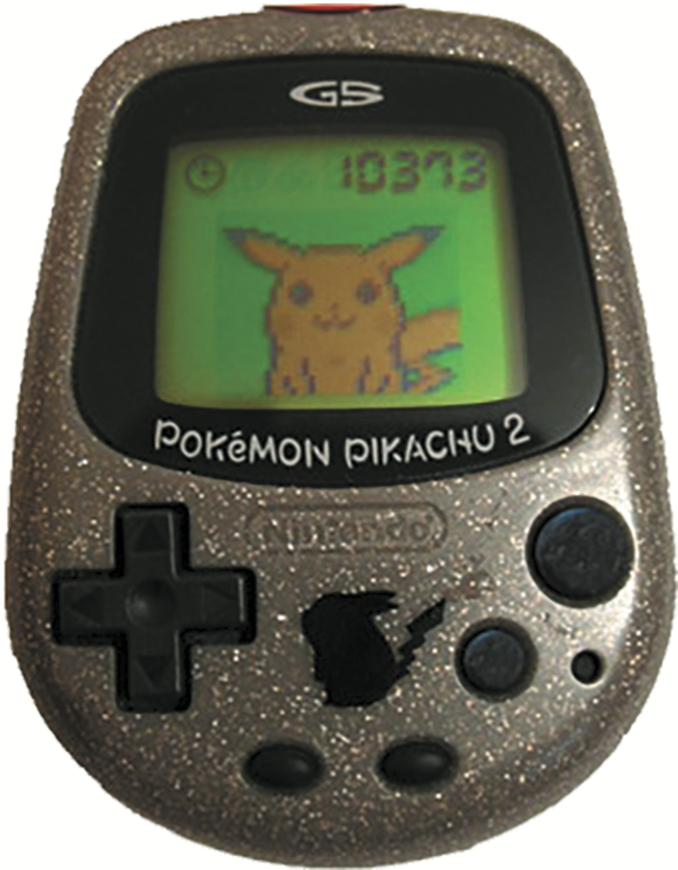 GS
10373
POKéMON PIKACHU 2
Nintendo